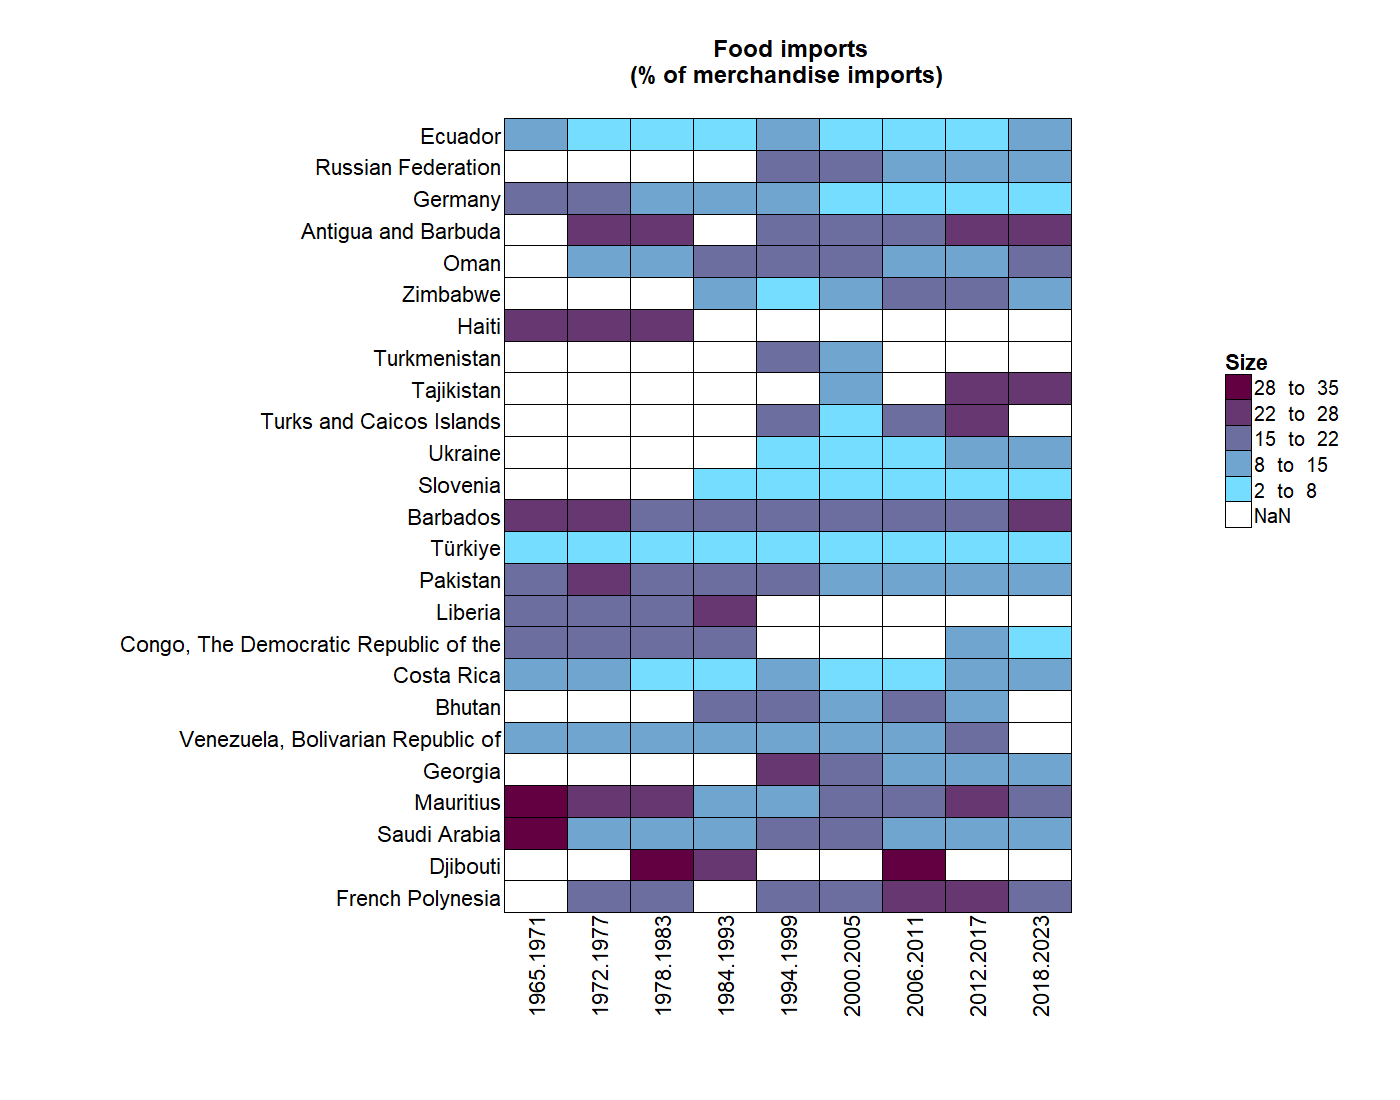 Food imports
(% of merchandise imports)
Ecuador
Russian Federation
Germany
Antigua and Barbuda
Oman
Zimbabwe
Haiti
Turkmenistan
Tajikistan
Turks and Caicos Islands
Ukraine
Slovenia
Barbados
Türkiye
Pakistan
Liberia
Congo, The Democratic Republic of the
Costa Rica
Bhutan
Venezuela, Bolivarian Republic of
Georgia
Mauritius
Saudi Arabia
Djibouti
French Polynesia
1965.1971
1972.1977
1978.1983
1984.1993
1994.1999
2000.2005
2006.2011
2012.2017
2018.2023
Size
28 to 35
22 to 28
15 to 22
8 to 15
2 to 8
NaN